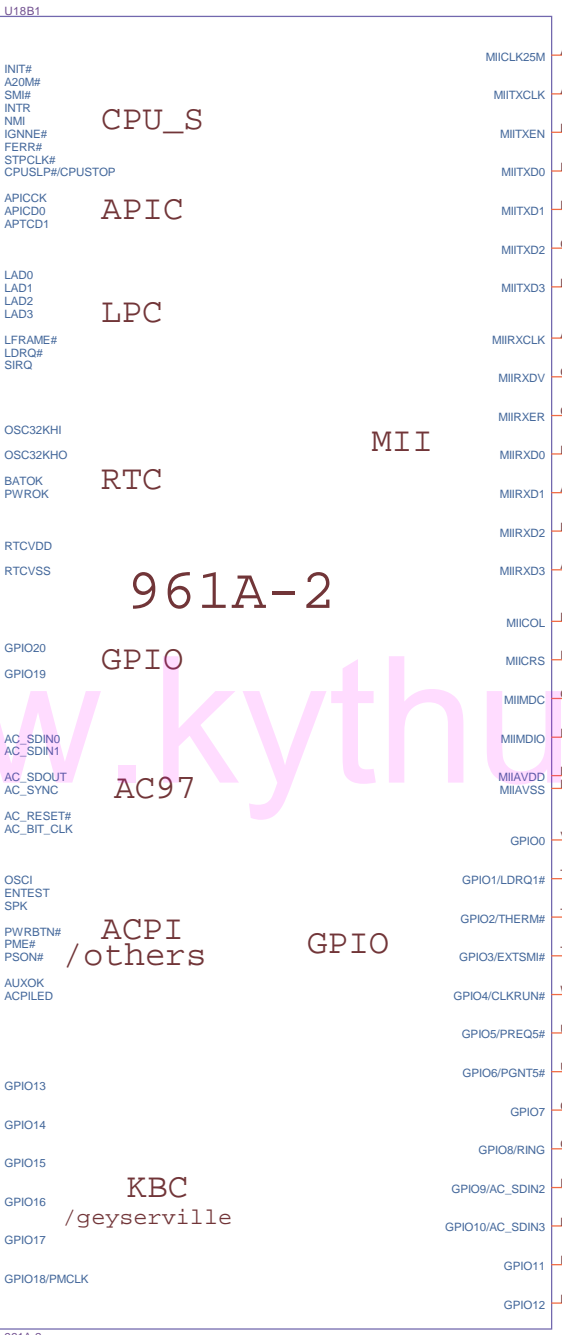 U18B1
INIT#
A20M#
SMI#
INTR
NMI
IGNNE#
FERR#
STPCLK#
CPUSLP#/CPUSTOP
CPU_S
APICCK
APICD0
APTCD1
APIC
LAD0
LAD1
LAD2
LAD3
LPC
LFRAME#
LDRQ#
SIRQ
OSC32KHI
OSC32KHO
BATOK
PWROK
RTC
RTCVDD
RTCVSS
961A-2
GPIO20
GPIO19
GPIO
AC_SDIN0
AC_SDIN1
AC_SDOUT
AC_SYNC
AC97
AC_RESET#
AC_BIT_CLK
OSCI
ENTEST
SPK
PWRBTN#
PME#
PSON#
ACPI
/others
AUXOK
ACPILED
GPIO13
GPIO14
GPIO15
GPIO16
GPIO17
GPIO18/PMCLK
KBC
/geyserville
MIICLK25M
MIITXCLK
MIITXEN
MIITXD0
MIITXD1
MIITXD2
MIITXD3
MIIRXCLK
MIIRXDV
MIIRXER
MIIRXD0
MIIRXD1
MIIRXD2
MIIRXD3
MII
MIICOL
MIICRS
MIIMDC
MIIMDIO
MIIAVDD
MIIAVSS
GPIO0
GPIO1/LDRQ1#
GPIO2/THERM#
GPIO3/EXTSMI#
GPIO4/CLKRUN#
GPIO5/PREQ5#
GPIO6/PGNT5#
GPIO7
GPIO8/RING
GPIO9/AC_SDIN2
GPIO10/AC_SDIN3
GPIO11
GPIO12
GPIO
w.kythu